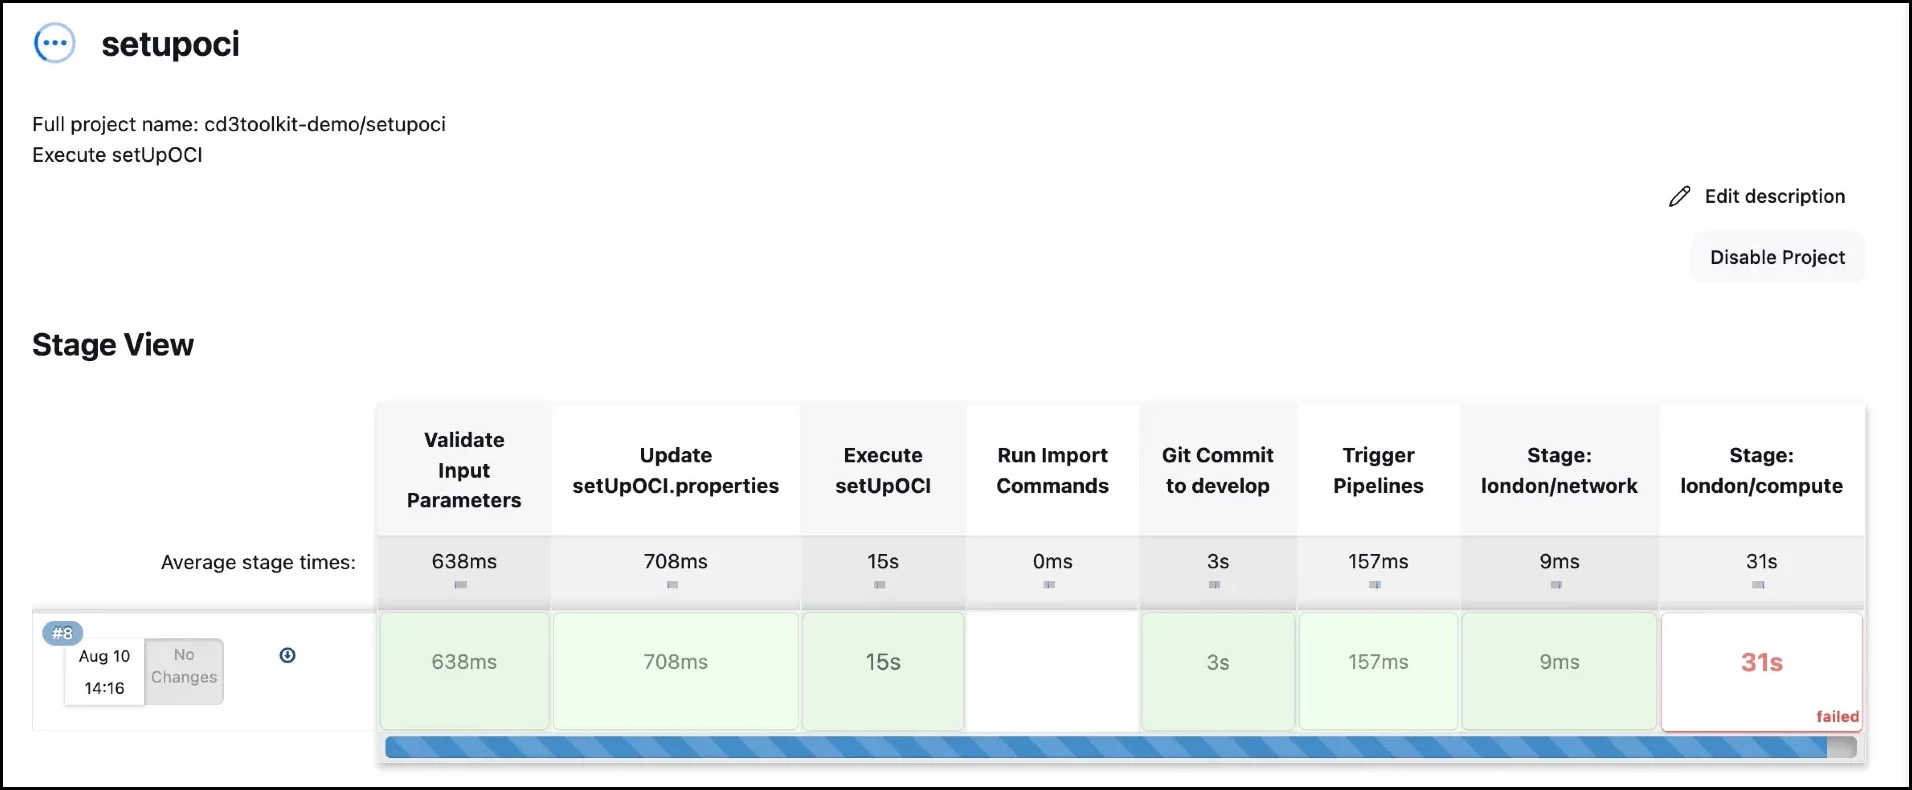 setupoci
Full project name: cd3toolkit-demo/setupoci
Execute setUpOCI
Edit description
Disable Project
Stage View
Validate
Input
Parameters
Update
setUpOCI.properties
Execute
setUpOCI
Run Import
Commands
Git Commit
to develop
Trigger
Pipelines
Stage:
london/network
Stage:
london/compute
Average stage times:
638ms
708ms
15s
0ms
3s
157ms
9ms
31s
#8
Aug 10
14:16
No
Changes
638ms
708ms
15s
3s
157ms
9ms
31s
failed